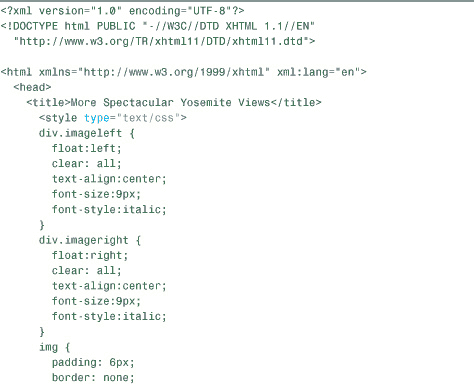 <?xml version="1.0" encoding="UTF-8"?>
<!DOCTYPE html PUBLIC "-//W3C//DTD XHTML 1.1//EN"
  "http://www.w3.org/TR/xhtml11/DTD/xhtml11.dtd">

<html xmlns="http://www.w3.org/1999/xhtml" xml:lang="en">
  <head>
    <title>More Spectacular Yosemite Views</title>
      <style type="text/css">
      div.imageleft {
        float:left;
        clear: all;
        text-align:center;
        font-size:9px;
        font-style:italic;
      }
      div.imageright {
        float:right;
        clear: all;
        text-align:center;
        font-size:9px;
        font-style:italic;
      }
      img {
        padding: 6px;
        border: none;